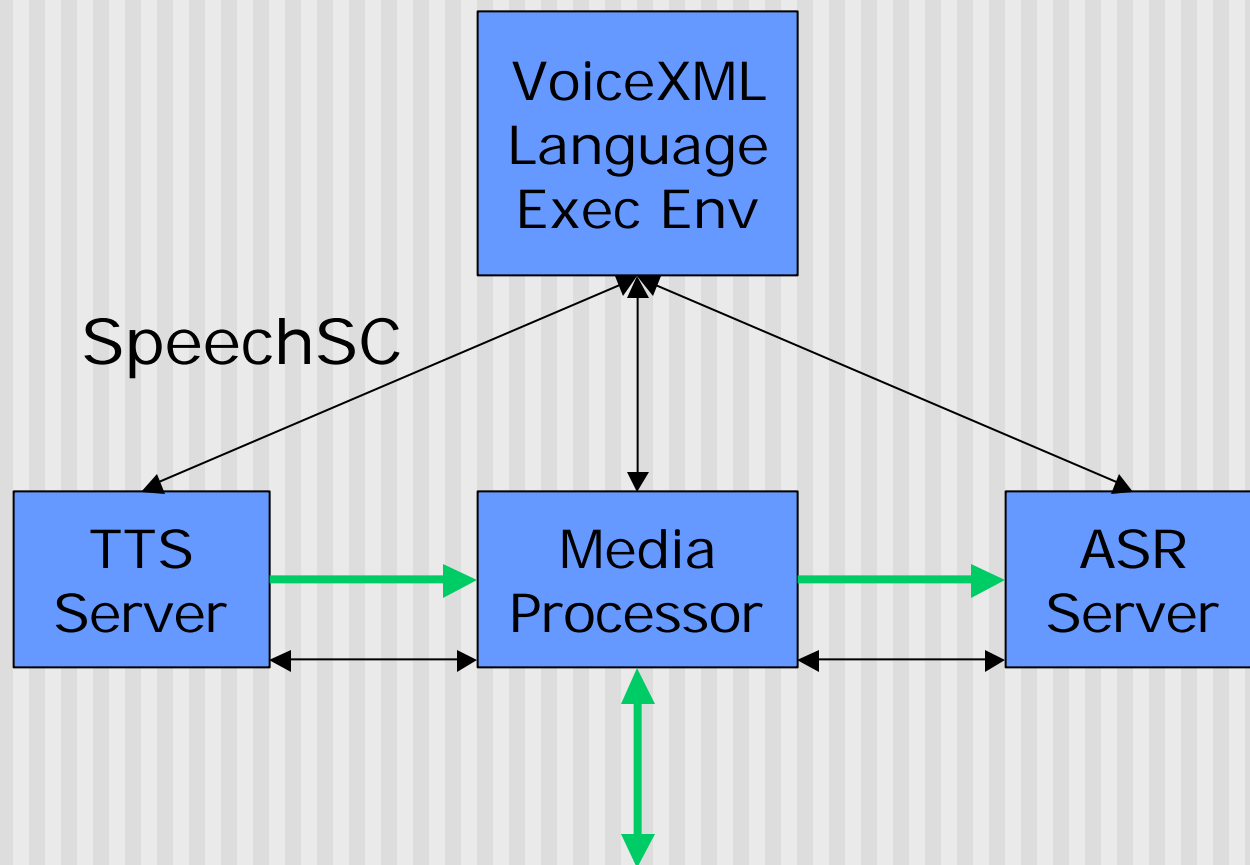 VoiceXML
Language
Exec Env
SpeechSC
TTS
Server
Media
Processor
ASR
Server